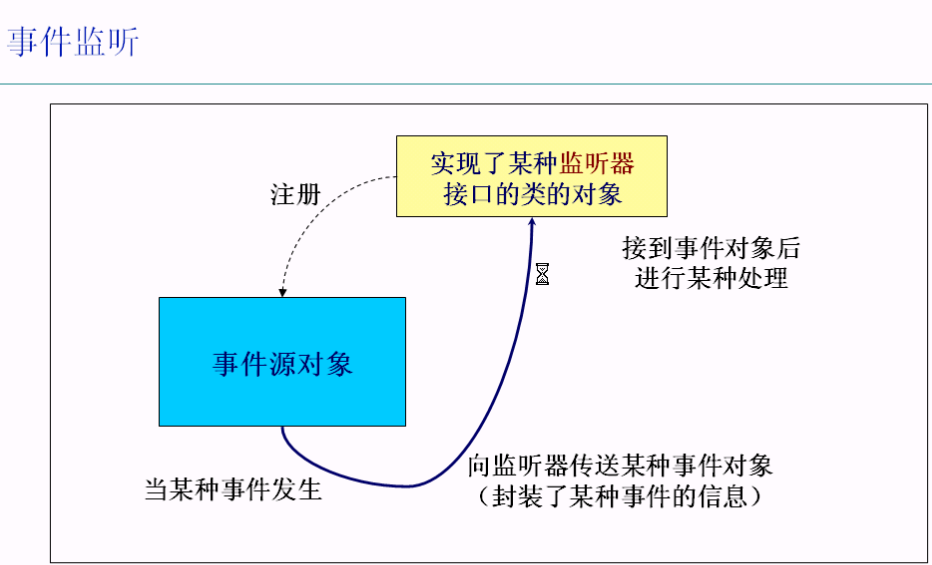 事件监听
实现了某种监听器
接口的类的对象
注册
接到事件对象后
进行某种处理
事件源对象
向监听器传送某种事件对象
（封装了某种事件的信息）
当某种事件发生